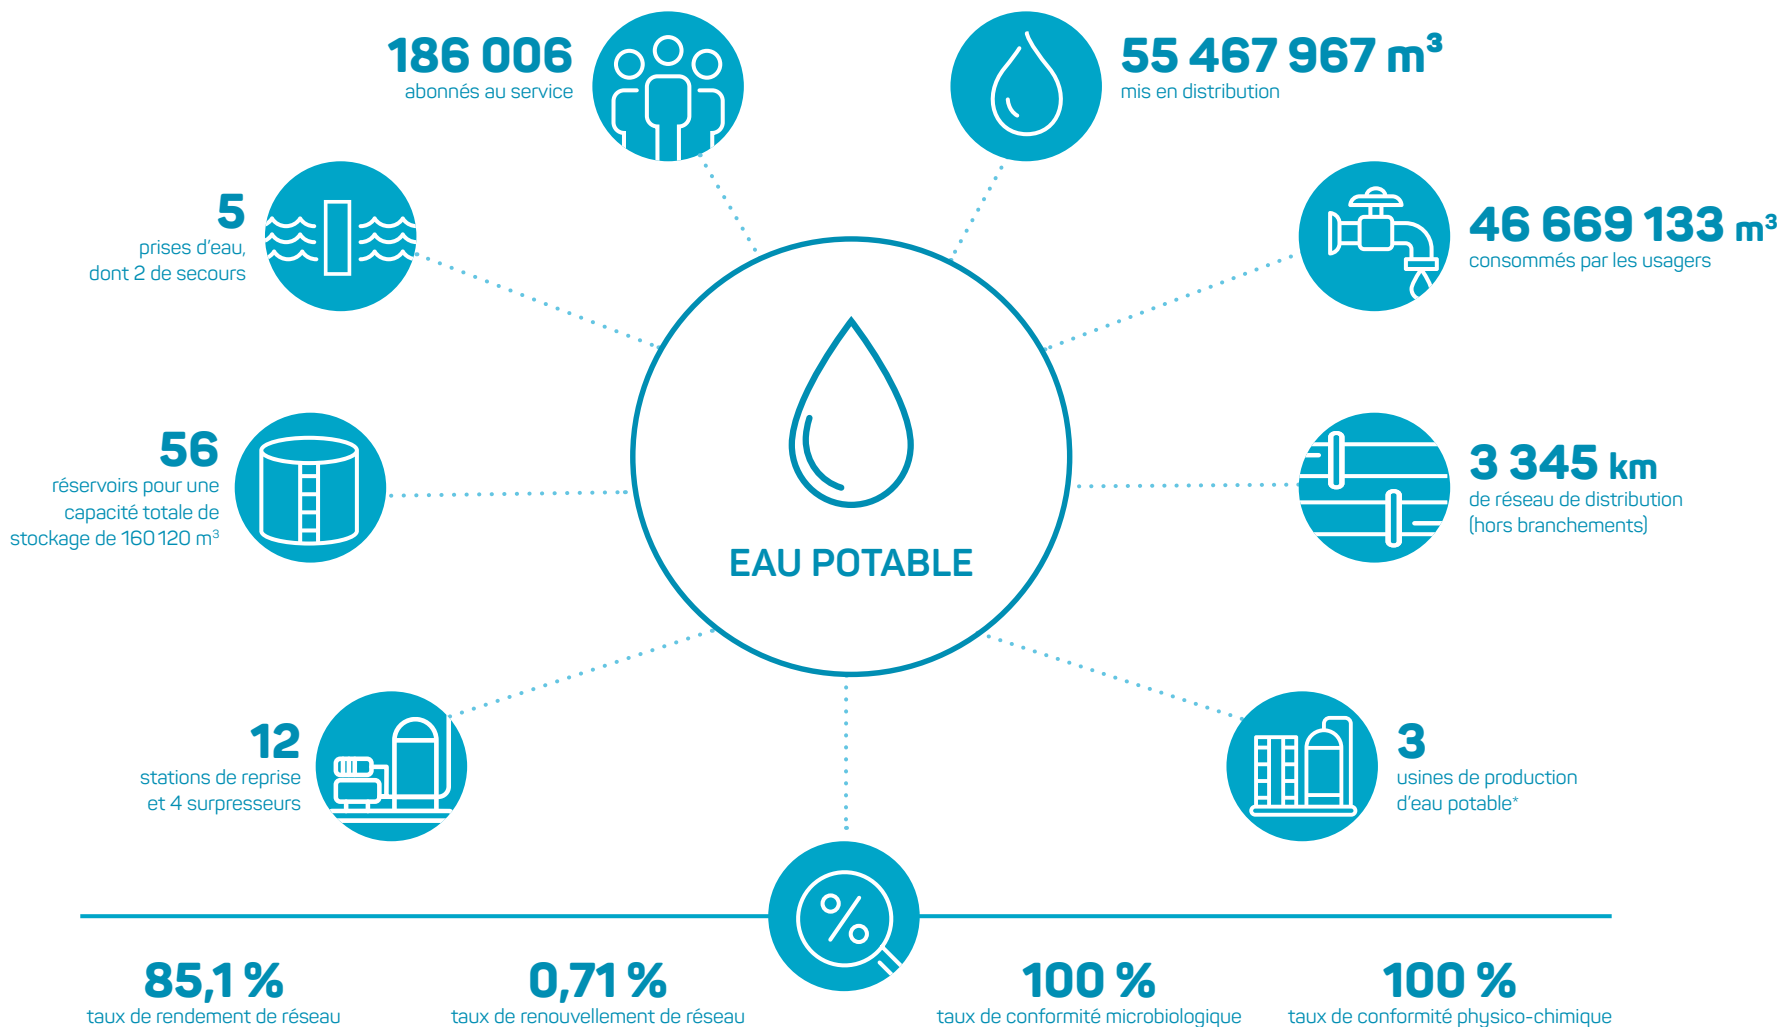 186 006
abonnés au service
55 467 967 m³
mis en distribution
5
prises d'eau,
dont 2 de secours
46 669 133 m³
consommés par les usagers
56
réservoirs pour une
capacité totale de
stockage de 160 120 m³
EAU POTABLE
3 345 km
de réseau de distribution
(hors branchements)
12
stations de reprise
et 4 surpresseurs
3
usines de production
d'eau potable*
%
85,1 %
taux de rendement de réseau
0,71 %
taux de renouvellement de réseau
100 %
taux de conformité microbiologique
100 %
taux de conformité physico-chimique